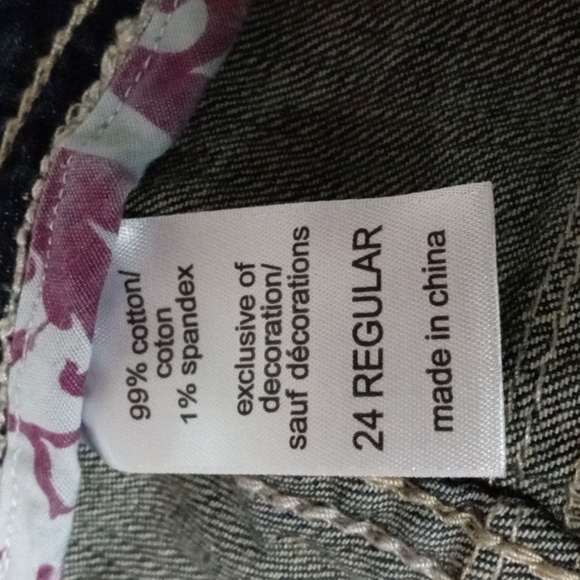 99% cotton/
coton
1% spandex
exclusive of
decoration/
sauf décorations
24 REGULAR
made in china